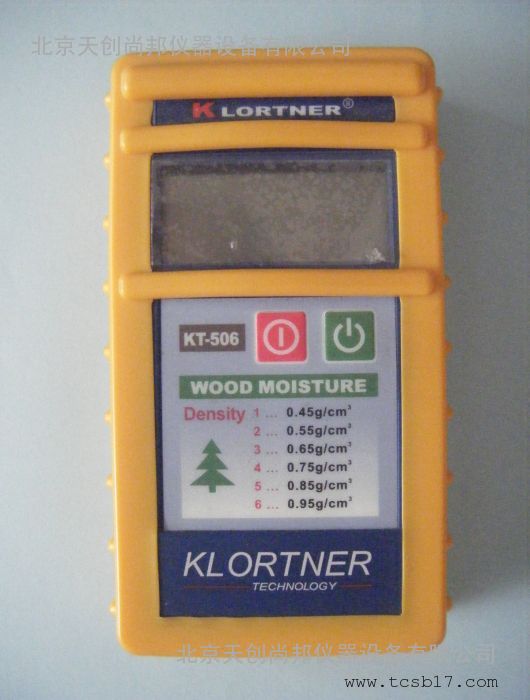 北京天创尚邦仪器设备有限公司
KLORTNER®
KT-506
WOOD MOISTURE
Density 1 ... 0.45g/cm³
2 ... 0.55g/cm³
3 ... 0.65g/cm³
4 ... 0.75g/cm³
5 ... 0.85g/cm³
6 ... 0.95g/cm³
KLORTNER
TECHNOLOGY
北京天创尚邦仪器设备有限公司
www.tcsb17.com